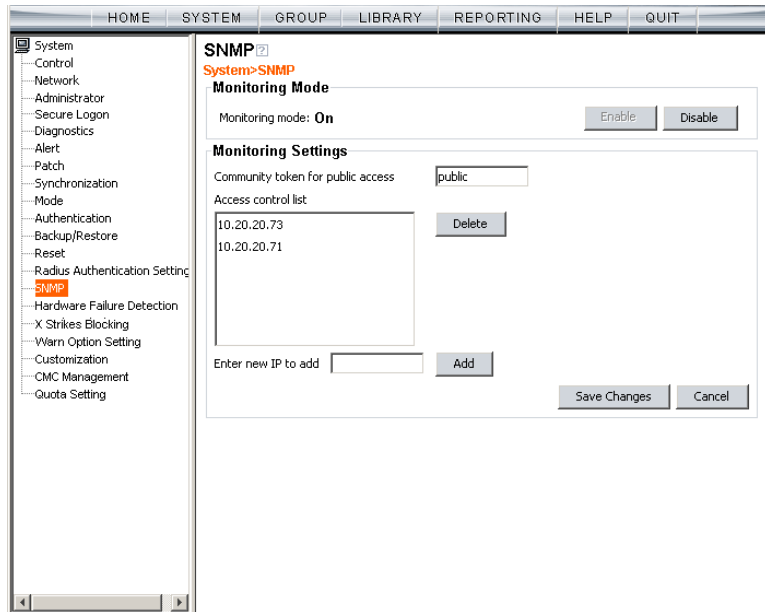 HOME SYSTEM GROUP LIBRARY REPORTING HELP QUIT
System
Control
Network
Administrator
Secure Logon
Diagnostics
Alert
Patch
Synchronization
Mode
Authentication
Backup/Restore
Reset
Radius Authentication Setting
SNMP
Hardware Failure Detection
X Strikes Blocking
Warn Option Setting
Customization
CMC Management
Quota Setting
SNMP ?
System>SNMP
Monitoring Mode
Monitoring mode: On Enable Disable
Monitoring Settings
Community token for public access public
Access control list
10.20.20.73 Delete
10.20.20.71
Enter new IP to add Add
Save Changes Cancel